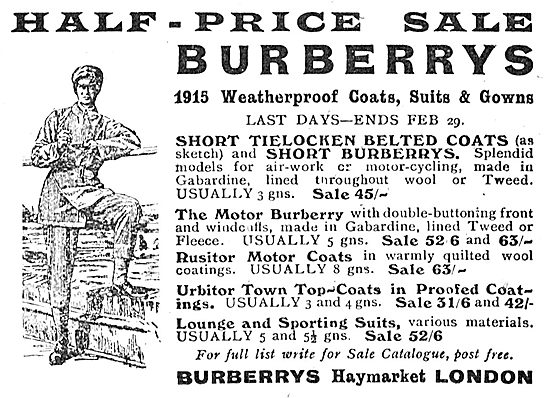 HALF-PRICE SALE
BURBERRYS
1915 Weatherproof Coats, Suits & Gowns
LAST DAYS—ENDS FEB 29.
SHORT TIELOCKEN BELTED COATS (as
sketch) and SHORT BURBERRYS. Splendid
models for air-work or motor-cycling, made in
Gabardine, lined throughout wool or Tweed.
USUALLY 3 gns. Sale 45/-
The Motor Burberry with double-buttoning front
and windcuffs, made in Gabardine, lined Tweed or
Fleece. USUALLY 5 gns. Sale 52 6 and 63/-
Rusitor Motor Coats in warmly quilted wool
coatings. USUALLY 8 gns. Sale 63/-
Urbitor Town Top-Coats in Proofed Coat-
ings. USUALLY 3 and 4 gns. Sale 31/6 and 42/-
Lounge and Sporting Suits, various materials.
USUALLY 5 and 5½ gns. Sale 52/6
For full list write for Sale Catalogue, post free.
BURBERRYS Haymarket LONDON